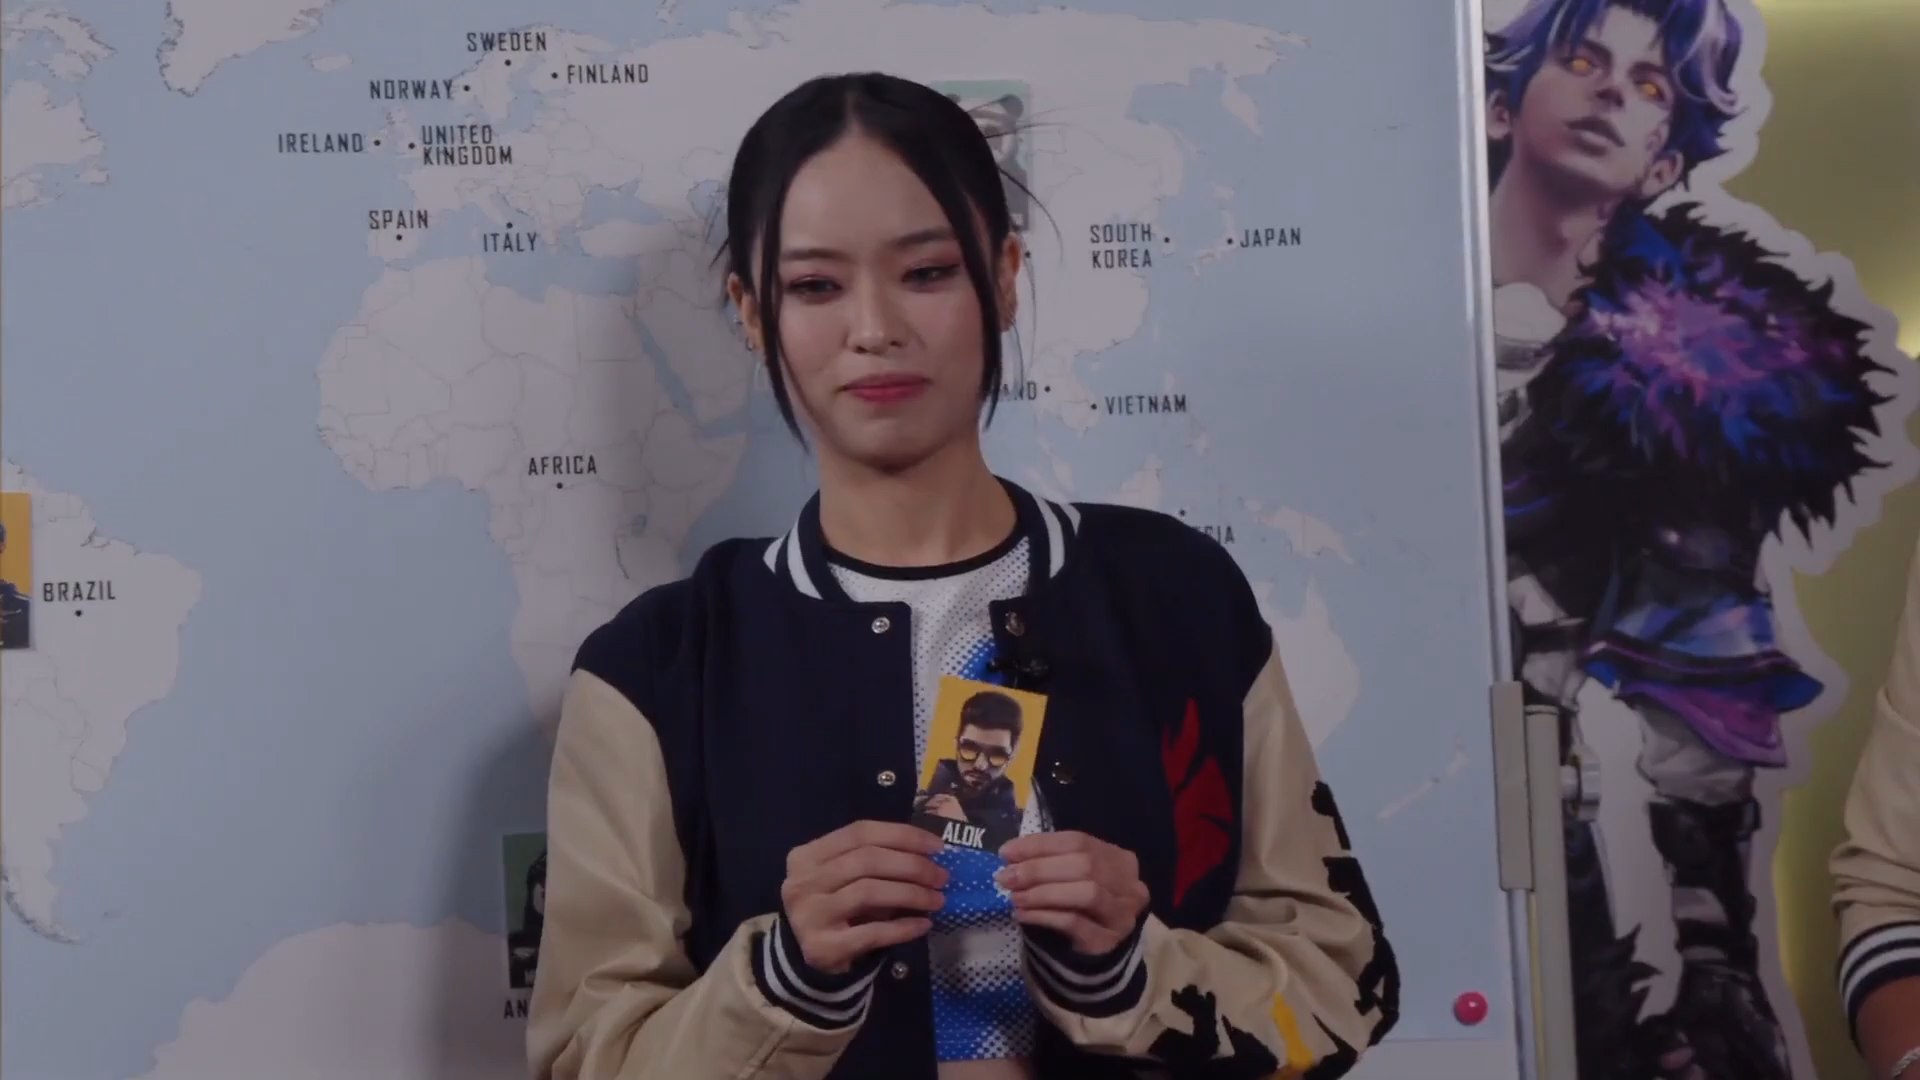 SWEDEN
FINLAND
NORWAY
IRELAND
UNITED
KINGDOM
SPAIN
ITALY
SOUTH
KOREA
JAPAN
VIETNAM
AFRICA
BRAZIL
ALOK